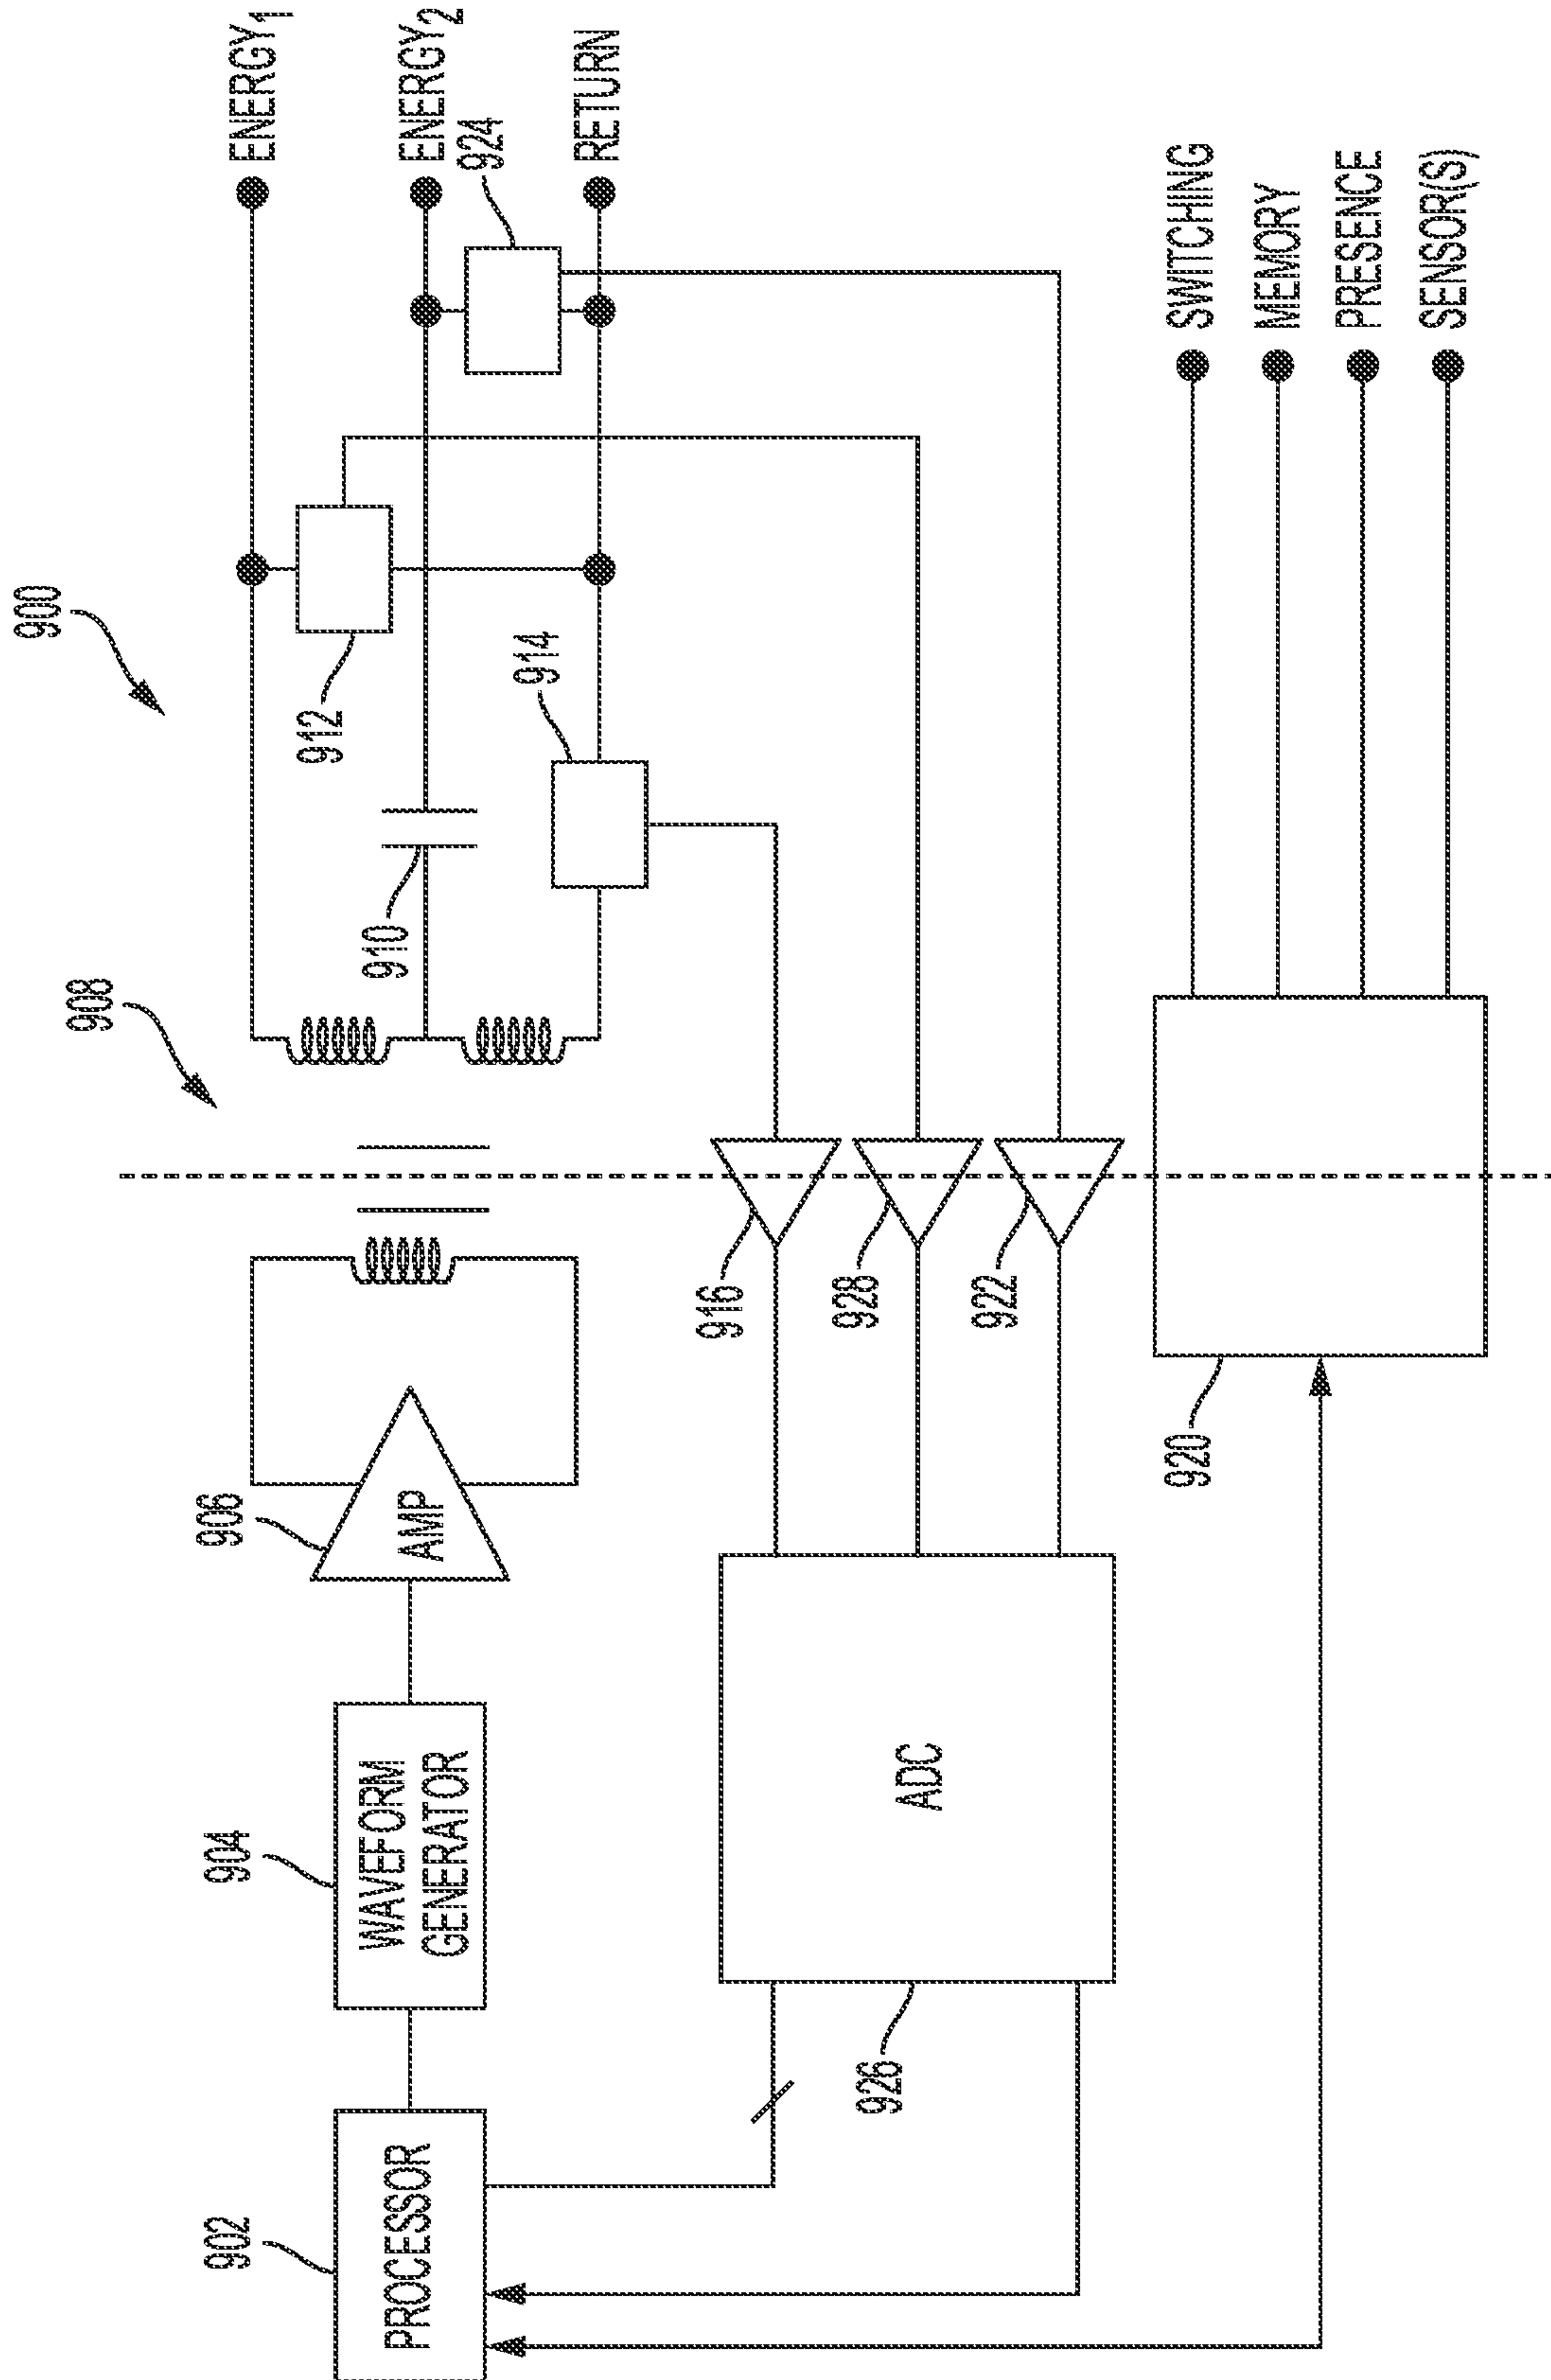 900
908
ENERGY1
ENERGY2
RETURN
924
912
914
910
906
AMP
904
WAVEFORM
GENERATOR
902
PROCESSOR
916
928
922
ADC
926
920
SWITCHING
MEMORY
PRESENCE
SENSOR(S)